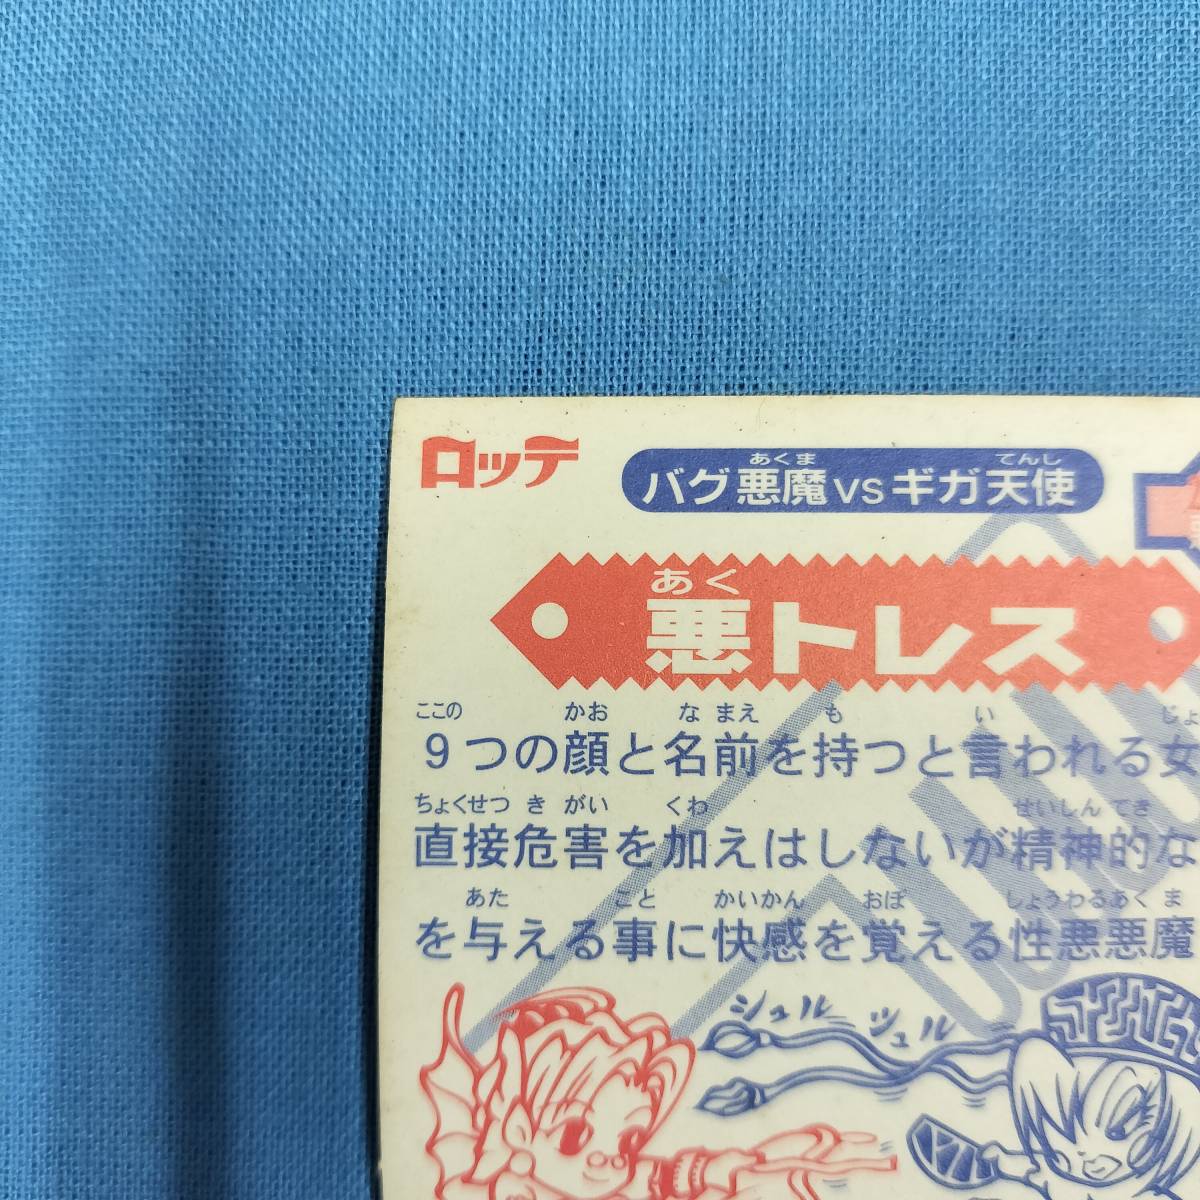 ロッテ
あくま てんし
バグ悪魔vsギガ天使
あく
悪トレス
ここの かお な まえ も い じょ
9つの顔と名前を持つと言われる女
ちょくせつ き がい くわ せいしん てき
直接危害を加えはしないが精神的な
あた こと かいかん おぼ しょうわるあく ま
を与える事に快感を覚える性悪悪魔
シュル ツュル